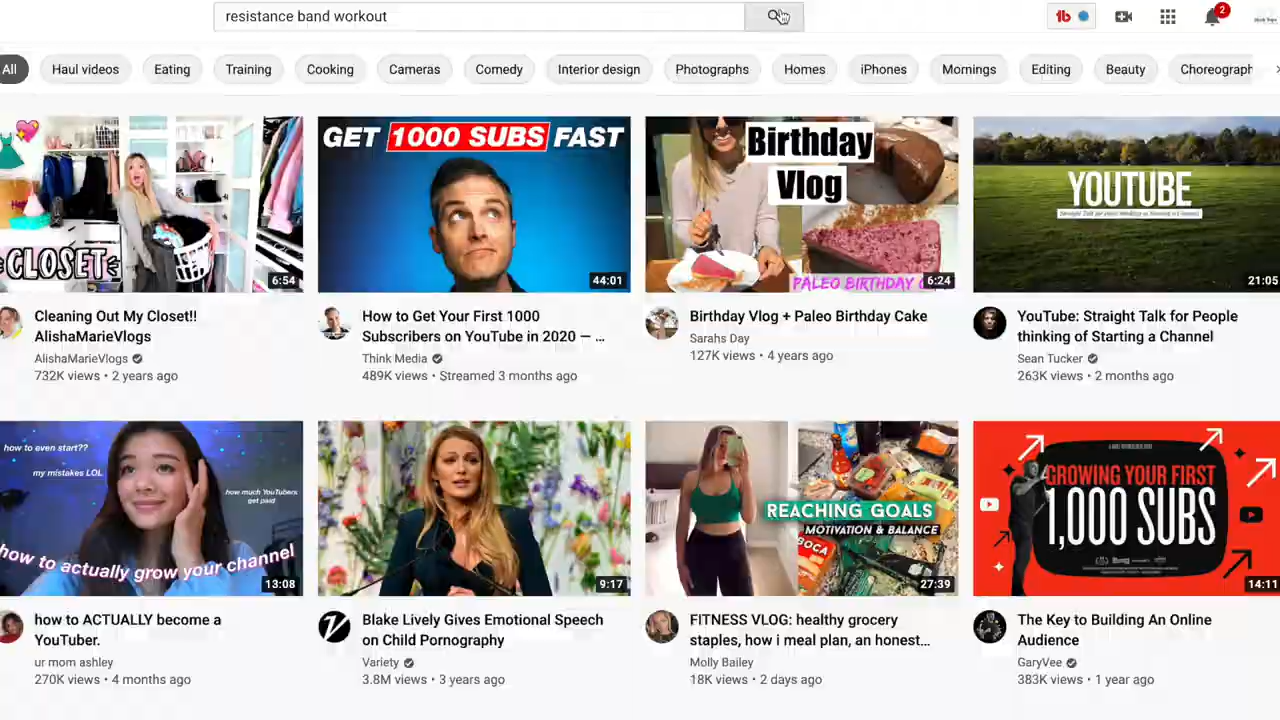 resistance band workout
2
All
Haul videos
Eating
Training
Cooking
Cameras
Comedy
Interior design
Photographs
Homes
iPhones
Mornings
Editing
Beauty
Choreograph
CLOSET
6:54
GET 1000 SUBS FAST
44:01
Birthday
Vlog
PALEO BIRTHDAY C
6:24
YOUTUBE
Straight Talk for People thinking of Starting a Channel
21:05
Cleaning Out My Closet!!
AlishaMarieVlogs
AlishaMarieVlogs
732K views • 2 years ago
How to Get Your First 1000
Subscribers on YouTube in 2020 — ...
Think Media
489K views • Streamed 3 months ago
Birthday Vlog + Paleo Birthday Cake
Sarahs Day
127K views • 4 years ago
YouTube: Straight Talk for People
thinking of Starting a Channel
Sean Tucker
263K views • 2 months ago
how to even start??
my mistakes LOL
how much YouTubers
get paid
how to actually grow your channel
13:08
9:17
REACHING GOALS
MOTIVATION & BALANCE
BOCA
27:39
GROWING YOUR FIRST
1,000 SUBS
14:11
how to ACTUALLY become a
YouTuber.
ur mom ashley
270K views • 4 months ago
Blake Lively Gives Emotional Speech
on Child Pornography
Variety
3.8M views • 3 years ago
FITNESS VLOG: healthy grocery
staples, how i meal plan, an honest...
Molly Bailey
18K views • 2 days ago
The Key to Building An Online
Audience
GaryVee
383K views • 1 year ago